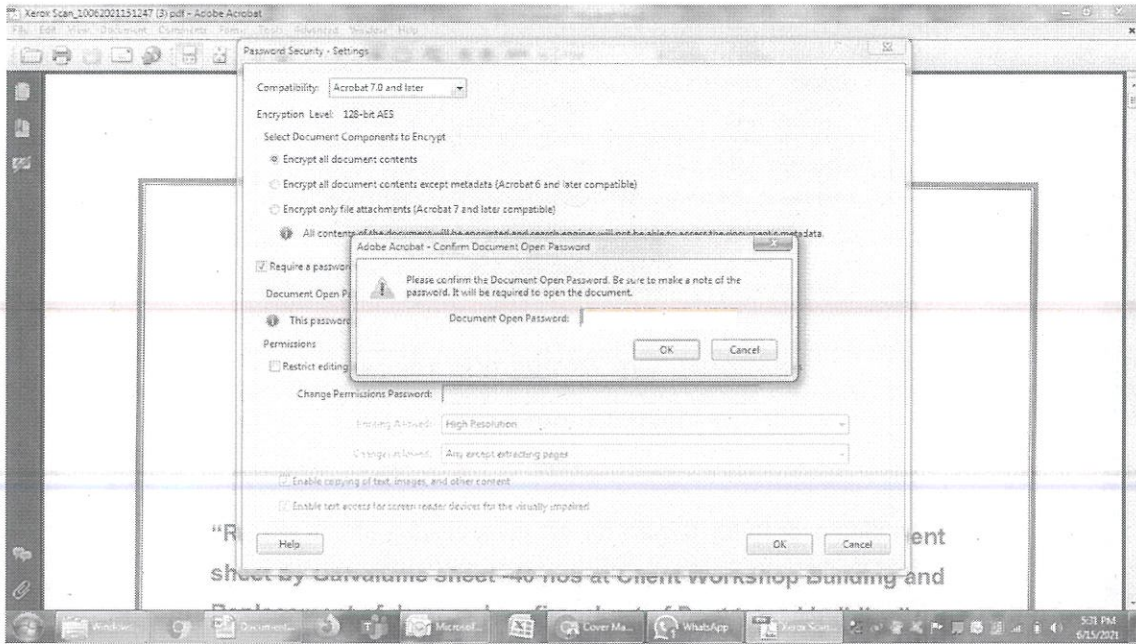 Xerox Scan_10062021151247 (3).pdf - Adobe Acrobat
File Edit View Document Comments Forms Tools Advanced Window Help
Password Security - Settings
Compatibility: Acrobat 7.0 and later
Encryption Level: 128-bit AES
Select Document Components to Encrypt
Encrypt all document contents
Encrypt all document contents except metadata (Acrobat 6 and later compatible)
Encrypt only file attachments (Acrobat 7 and later compatible)
All contents of the document will be encrypted and search engines will not be able to access the document's metadata.
Adobe Acrobat - Confirm Document Open Password
Require a password
Please confirm the Document Open Password. Be sure to make a note of the
password. It will be required to open the document.
Document Open Pa
Document Open Password:
This password
OK Cancel
Permissions
Restrict editing
Change Permissions Password:
Printing Allowed: High Resolution
Changes Allowed: Any except extracting pages
Enable copying of text, images, and other content
Enable text access for screen reader devices for the visually impaired
Help OK Cancel
"R ent
sheet by Galvalume sheet -40 nos at Client Workshop Building and
Windows... Document... Microsof... Cover Ma... WhatsApp Xerox Scan...
5:31 PM
6/15/2021